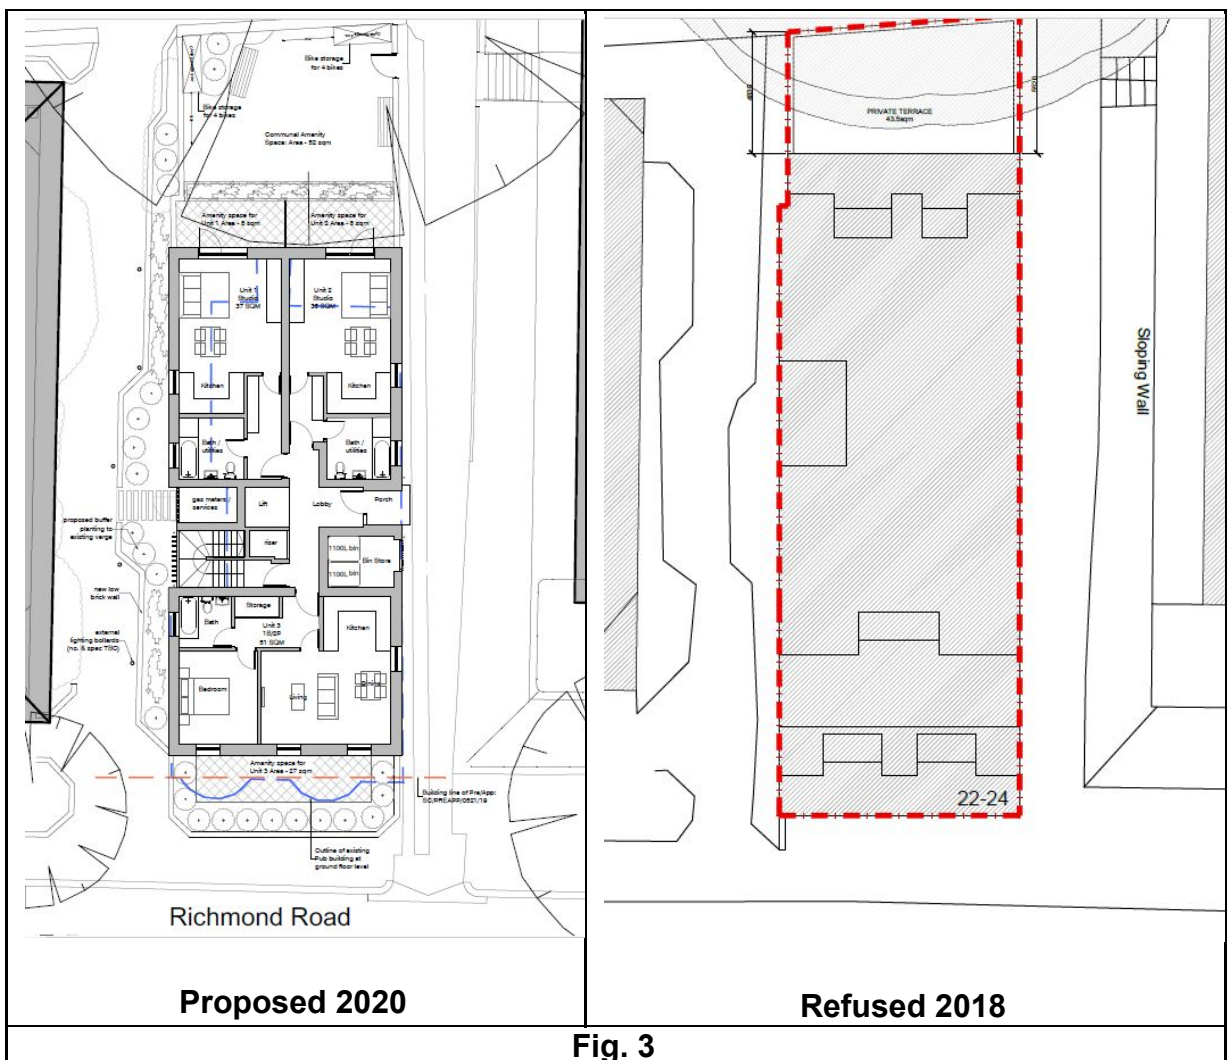 Bike storage
for 4 bikes
Bike storage
for 4 bikes
Communal Amenity
Space: Area - 52 sqm
Amenity space for
Unit 1 Area - 8 sqm
Amenity space for
Unit 2 Area - 8 sqm
Unit 1
Studio
37 SQM
Unit 2
Studio
Kitchen
Kitchen
Bath /
utilities
Bath /
utilities
gas meters /
services
Lift
Lobby
Porch
riser
1100L bin
1100L bin
Bin Store
proposed buffer
planting to
existing verge
new low
brick wall
external
lighting bollards
(no. & spec TBC)
Storage
Bath
Unit 3
1B/2P
51 SQM
Kitchen
Bedroom
Living
Dining
Amenity space for
Unit 3 Area - 27 sqm
Building line of Pre/App:
Outline of existing
Pub building at
ground floor level
Richmond Road
Proposed 2020
PRIVATE TERRACE
43.5sqm
Sloping Wall
22-24
Refused 2018
Fig. 3